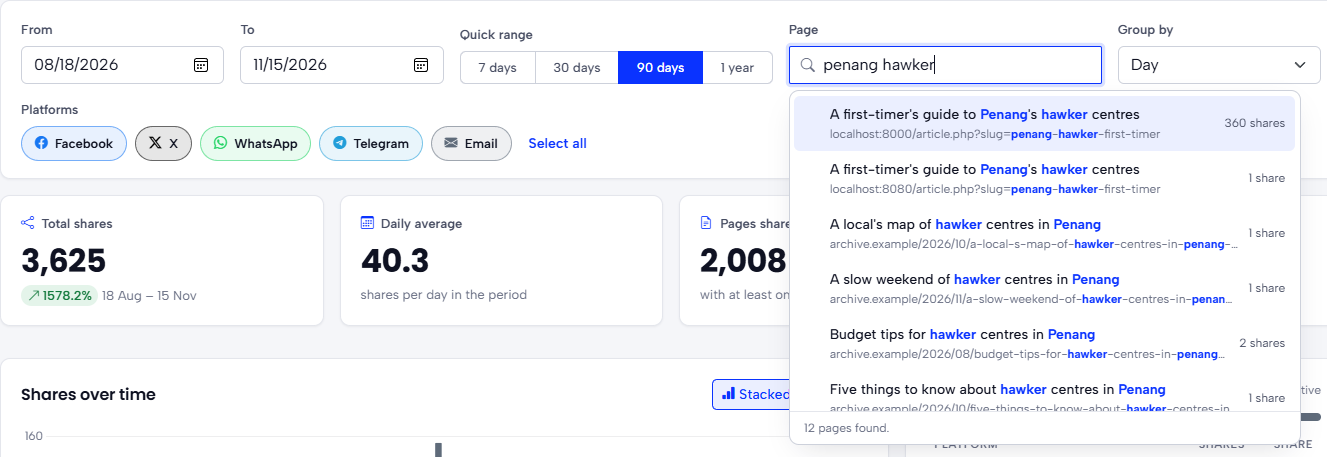 From
To
Quick range
Page
Group by
08/18/2026
11/15/2026
7 days
30 days
90 days
1 year
penang hawker
Day
Platforms
Facebook
X
WhatsApp
Telegram
Email
Select all
A first-timer's guide to Penang's hawker centres
localhost:8000/article.php?slug=penang-hawker-first-timer
360 shares
A first-timer's guide to Penang's hawker centres
localhost:8080/article.php?slug=penang-hawker-first-timer
1 share
A local's map of hawker centres in Penang
archive.example/2026/10/a-local-s-map-of-hawker-centres-in-penang-...
1 share
A slow weekend of hawker centres in Penang
archive.example/2026/11/a-slow-weekend-of-hawker-centres-in-penan...
1 share
Budget tips for hawker centres in Penang
archive.example/2026/08/budget-tips-for-hawker-centres-in-penang...
2 shares
Five things to know about hawker centres in Penang
archive.example/2026/10/five-things-to-know-about-hawker-centres-in
1 share
12 pages found.
Total shares
3,625
1578.2% 18 Aug – 15 Nov
Daily average
40.3
shares per day in the period
Pages share
2,008
with at least on
Shares over time
Stacked
160
PLATFORM
SHARES
SHARE